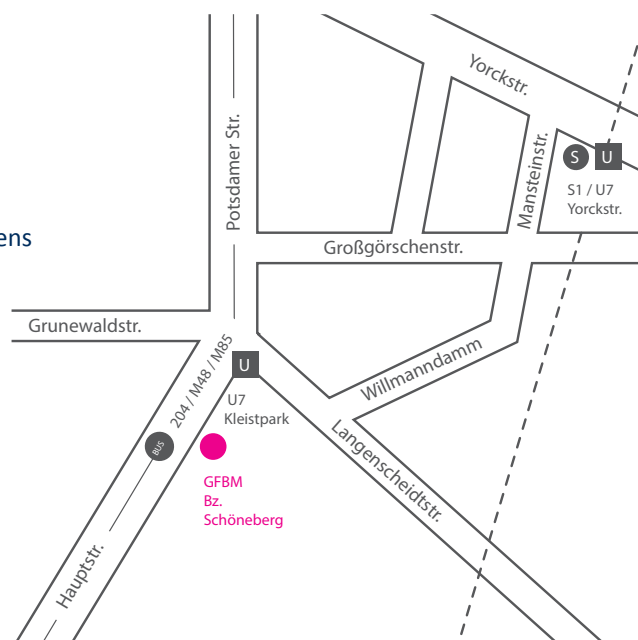 Yorckstr.
Potsdamer Str.
Mansteinstr.
S U
S1 / U7
Yorckstr.
ens
Großgörschenstr.
Grunewaldstr.
204 / M48 / M85
U
U7
Kleistpark
Willmanndamm
Langenscheidtstr.
BUS
GFBM
Bz.
Schöneberg
Hauptstr.